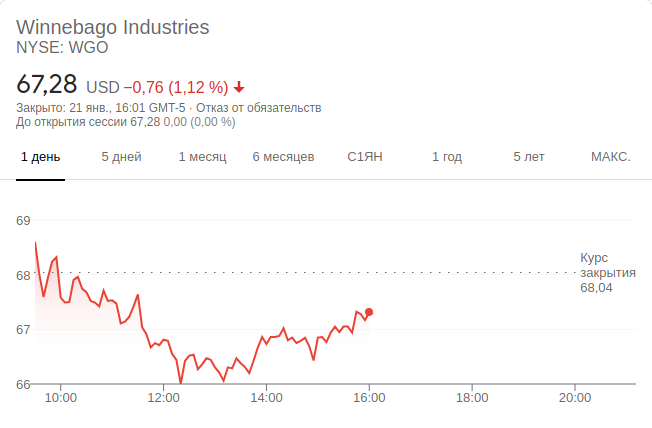 Winnebago Industries
NYSE: WGO
67,28 USD −0,76 (1,12 %)
Закрыто: 21 янв., 16:01 GMT-5 · Отказ от обязательств
До открытия сессии 67,28 0,00 (0,00 %)
1 день 5 дней 1 месяц 6 месяцев С1ЯН 1 год 5 лет МАКС.
69
68
67
66
Курс
закрытия
68,04
10:00 12:00 14:00 16:00 18:00 20:00